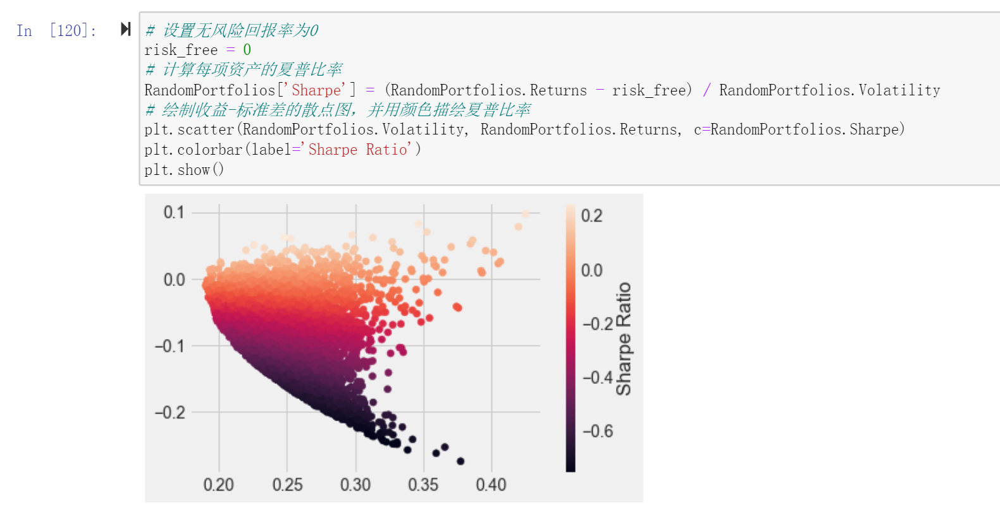 In [120]:
# 设置无风险回报率为0
risk_free = 0
# 计算每项资产的夏普比率
RandomPortfolios['Sharpe'] = (RandomPortfolios.Returns - risk_free) / RandomPortfolios.Volatility
# 绘制收益-标准差的散点图，并用颜色描绘夏普比率
plt.scatter(RandomPortfolios.Volatility, RandomPortfolios.Returns, c=RandomPortfolios.Sharpe)
plt.colorbar(label='Sharpe Ratio')
plt.show()
0.1
0.0
−0.1
−0.2
0.20 0.25 0.30 0.35 0.40
0.2
0.0
−0.2
−0.4
−0.6
Sharpe Ratio